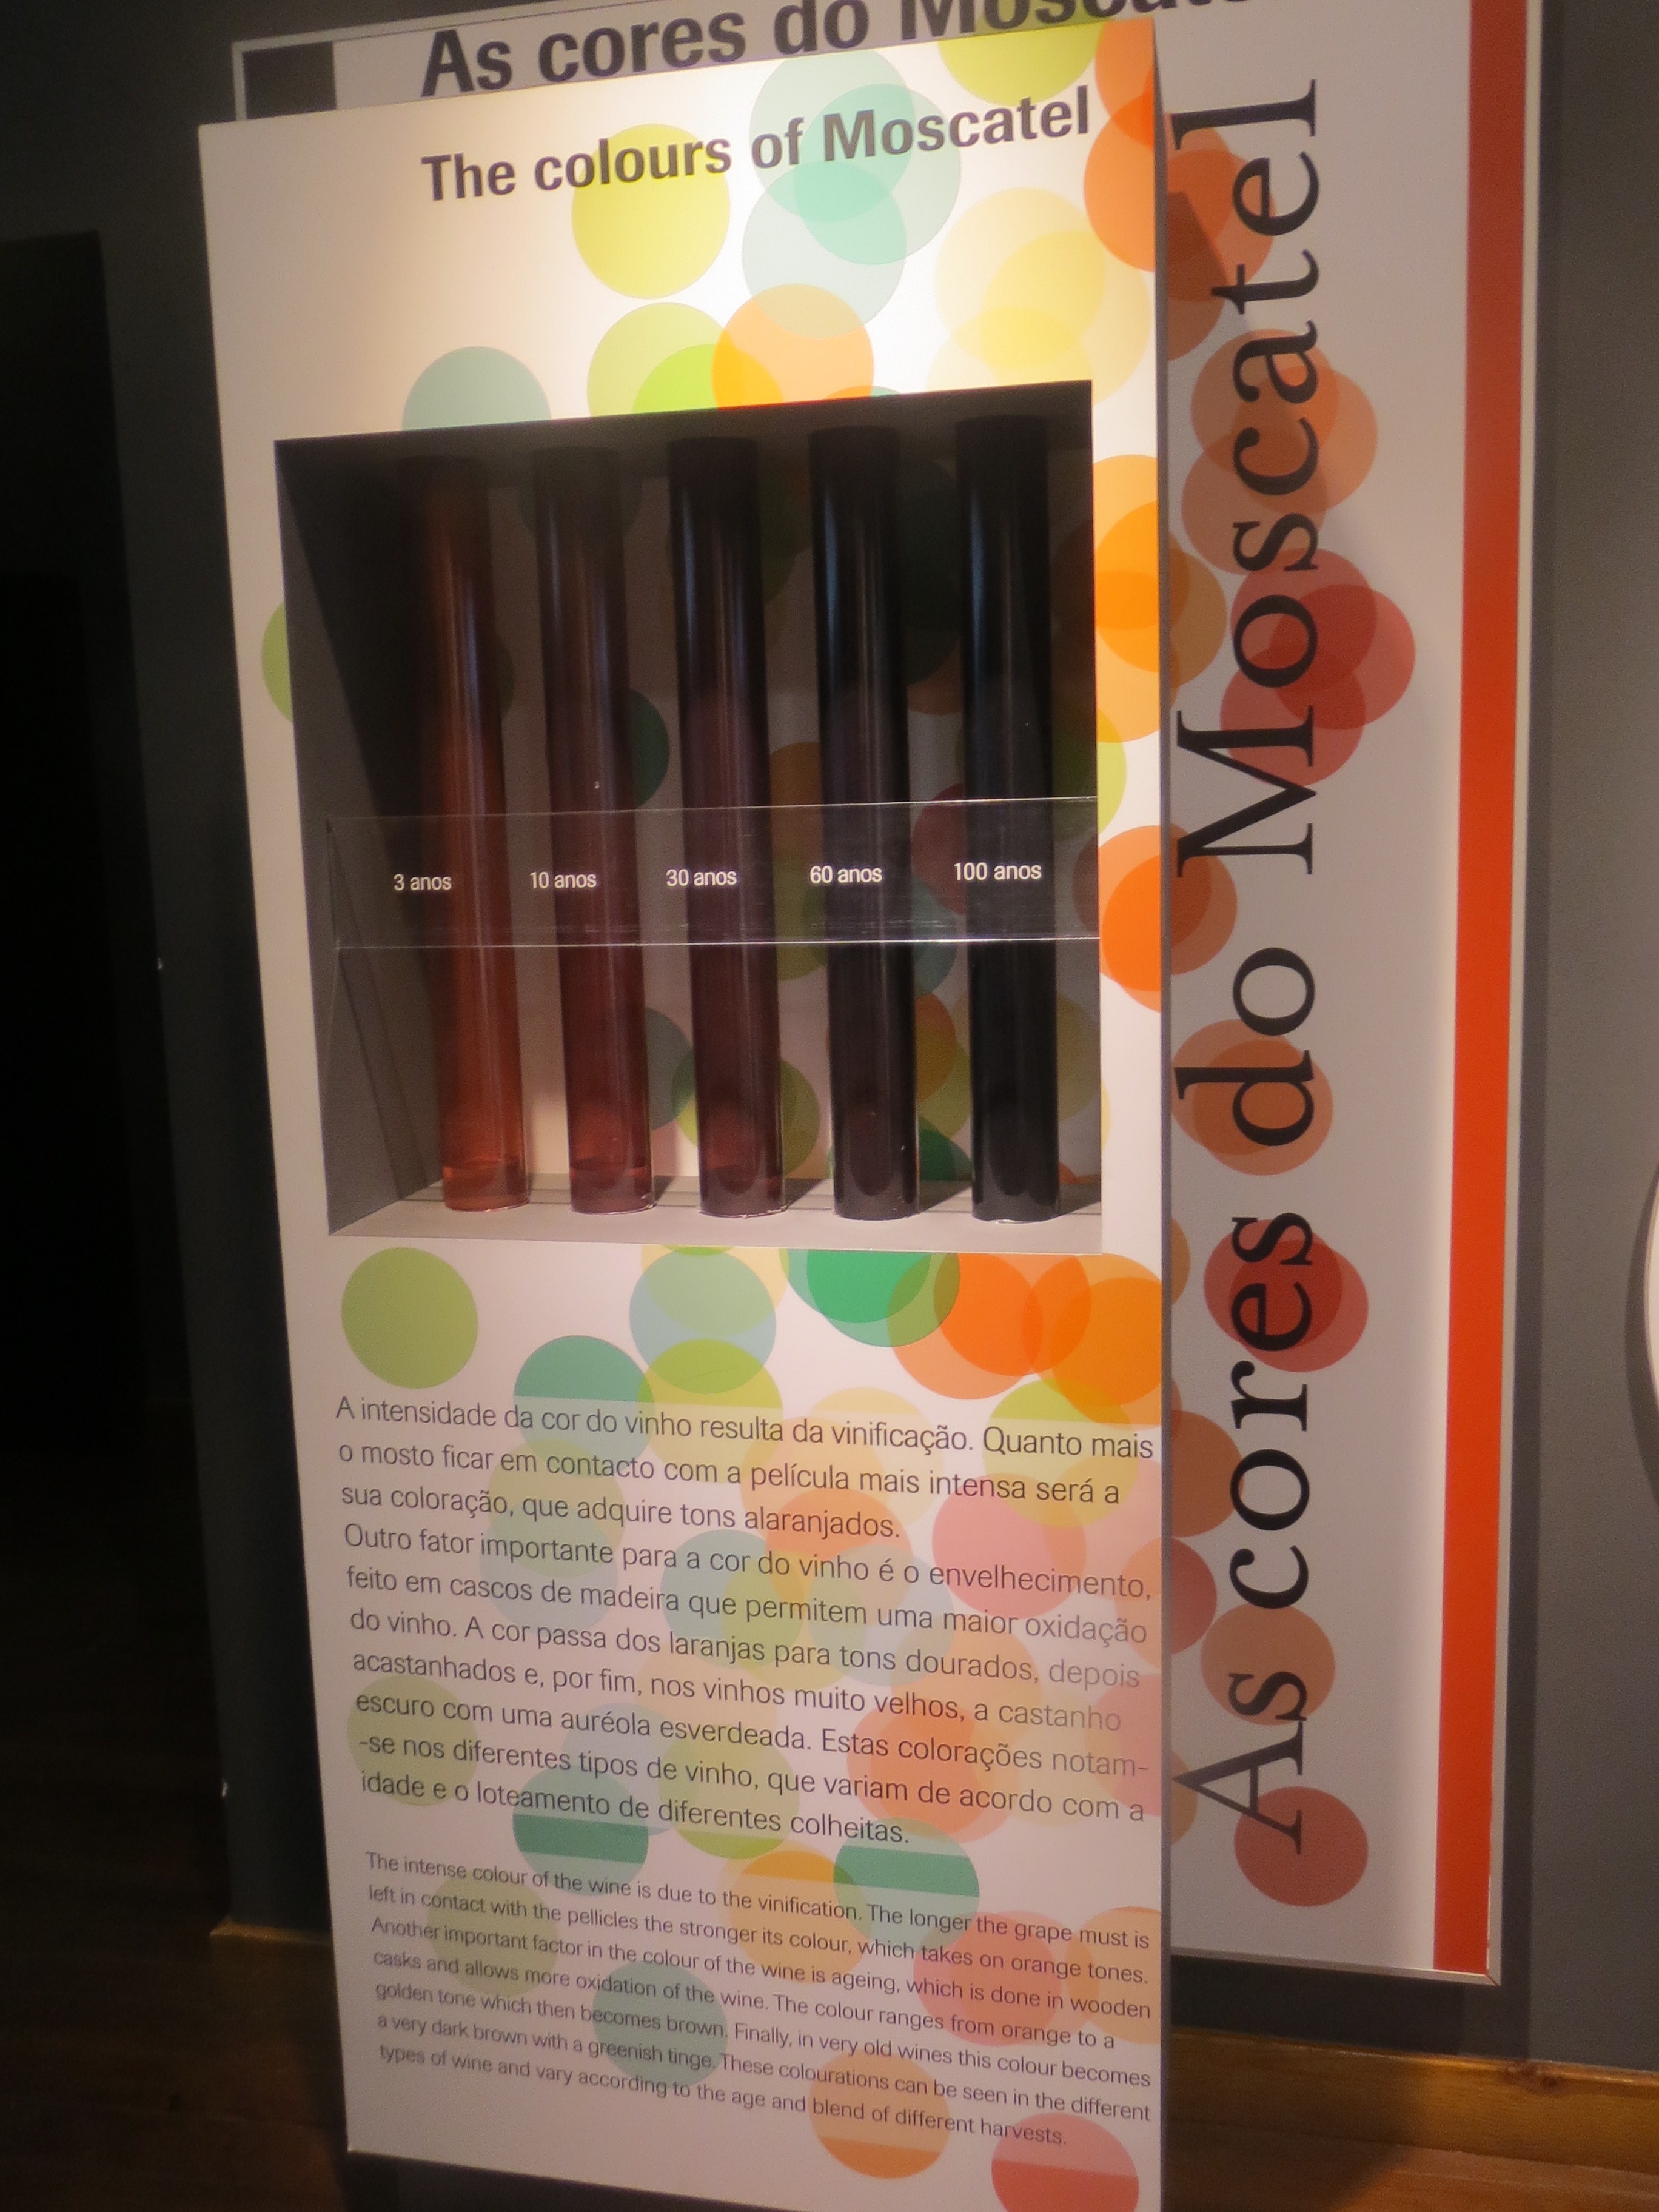 As cores do Moscatel
The colours of Moscatel
As cores do Moscatel
3 anos
10 anos
30 anos
60 anos
100 anos
A intensidade da cor do vinho resulta da vinificação. Quanto mais
o mosto ficar em contacto com a película mais intensa será a
sua coloração, que adquire tons alaranjados.
Outro fator importante para a cor do vinho é o envelhecimento,
feito em cascos de madeira que permitem uma maior oxidação
do vinho. A cor passa dos laranjas para tons dourados, depois
acastanhados e, por fim, nos vinhos muito velhos, a castanho
escuro com uma auréola esverdeada. Estas colorações notam-
-se nos diferentes tipos de vinho, que variam de acordo com a
idade e o loteamento de diferentes colheitas.
The intense colour of the wine is due to the vinification. The longer the grape must is
left in contact with the pellicles the stronger its colour, which takes on orange tones.
Another important factor in the colour of the wine is ageing, which is done in wooden
casks and allows more oxidation of the wine. The colour ranges from orange to a
golden tone which then becomes brown. Finally, in very old wines this colour becomes
a very dark brown with a greenish tinge. These colourations can be seen in the different
types of wine and vary according to the age and blend of different harvests.